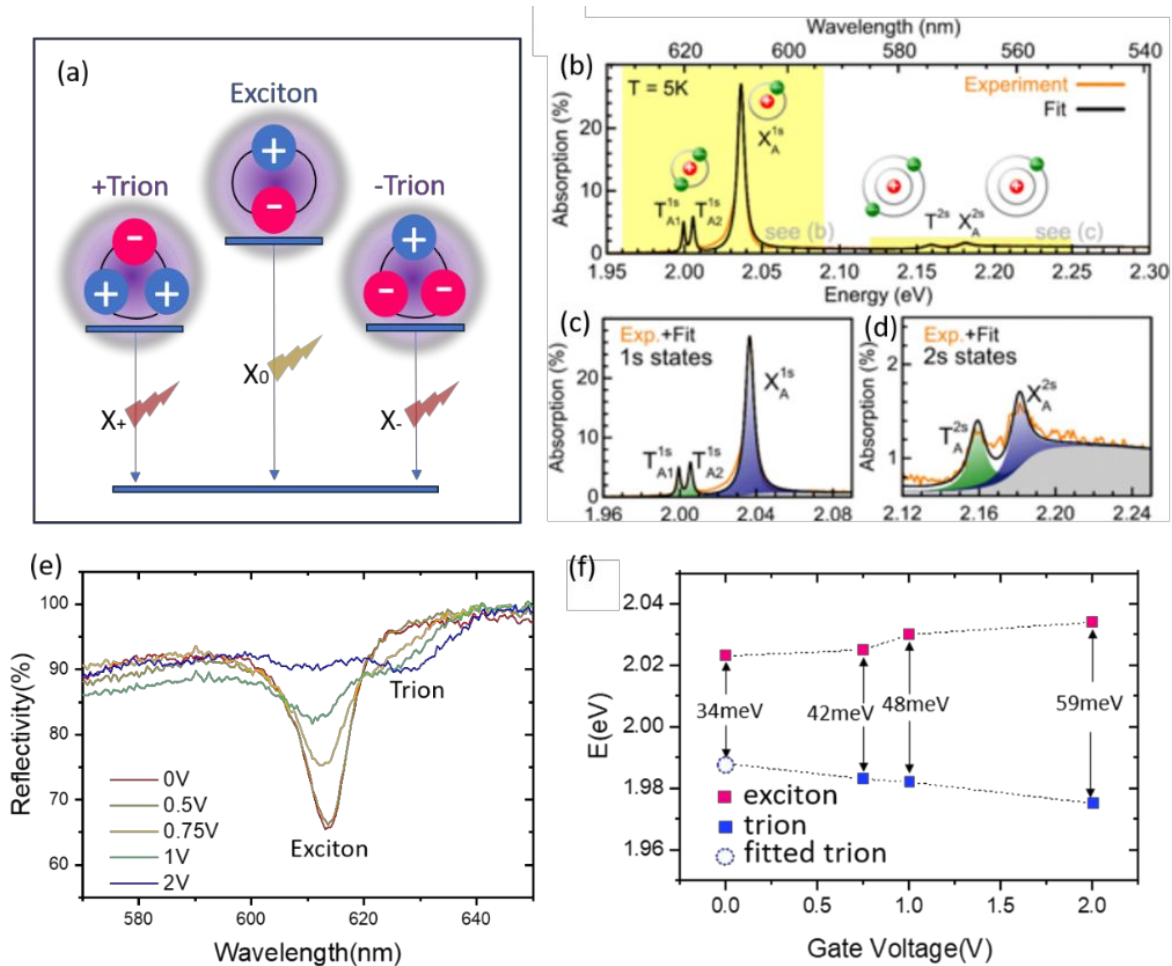 (a)
Exciton
+Trion
-Trion
+
-
-
+ +
+
- -
X₀
X₊
X₋
(b)
Wavelength (nm)
620 600 580 560 540
T = 5K
Experiment
Fit
X_A^1s
T_A1^1s T_A2^1s
T^2s X_A^2s
see (b)
see (c)
Absorption (%)
20
10
0
1.95 2.00 2.05 2.10 2.15 2.20 2.25 2.30
Energy (eV)
(c)
Exp.+Fit
1s states
X_A^1s
T_A1^1s T_A2^1s
Absorption (%)
20
10
0
1.96 2.00 2.04 2.09
(d)
Exp.+Fit
2s states
X_A^2s
T_A^2s
Absorption (%)
2
1
2.12 2.16 2.20 2.24
(e)
Reflectivity(%)
100
90
80
70
60
Trion
Exciton
0V
0.5V
0.75V
1V
2V
580 600 620 640
Wavelength(nm)
(f)
E(eV)
2.04
2.02
2.00
1.98
1.96
34meV
42meV
48meV
59meV
exciton
trion
fitted trion
0.0 0.5 1.0 1.5 2.0
Gate Voltage(V)